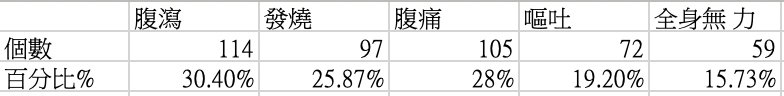 腹瀉 發燒 腹痛 嘔吐 全身無 力
個數 114 97 105 72 59
百分比% 30.40% 25.87% 28% 19.20% 15.73%